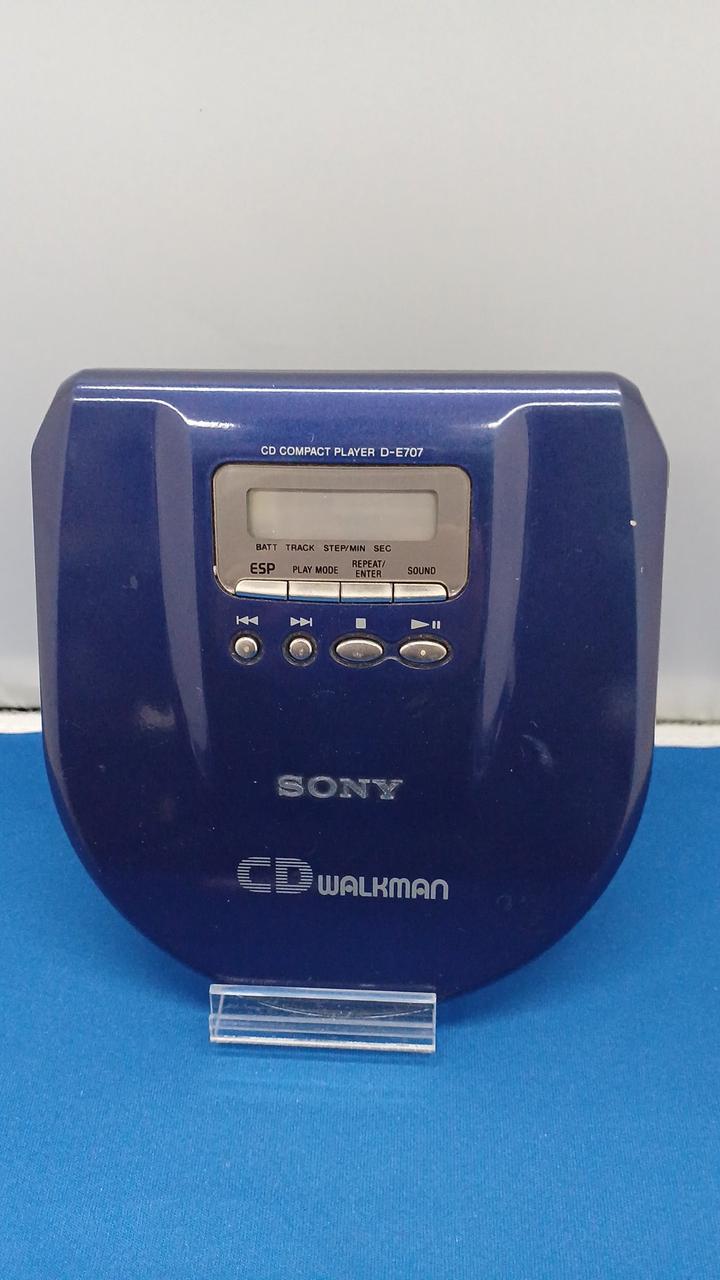 CD COMPACT PLAYER D-E707
BATT TRACK STEP/MIN SEC
ESP PLAY MODE REPEAT/ENTER SOUND
SONY
CD WALKMAN